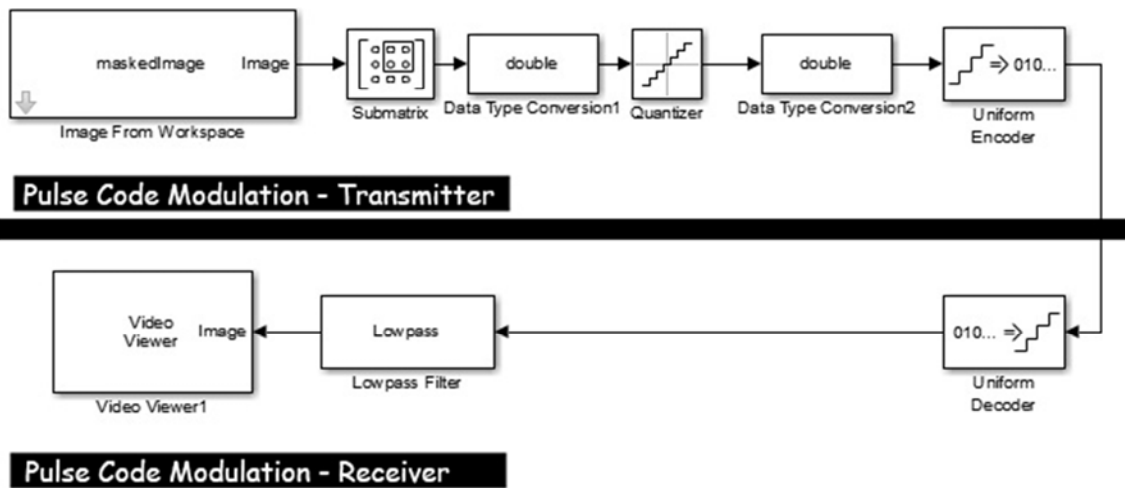 maskedImage
Image
Image From Workspace
Submatrix
double
Data Type Conversion1
Quantizer
double
Data Type Conversion2
010...
Uniform
Encoder
Pulse Code Modulation - Transmitter
Video
Viewer
Image
Video Viewer1
Lowpass
Lowpass Filter
010...
Uniform
Decoder
Pulse Code Modulation - Receiver